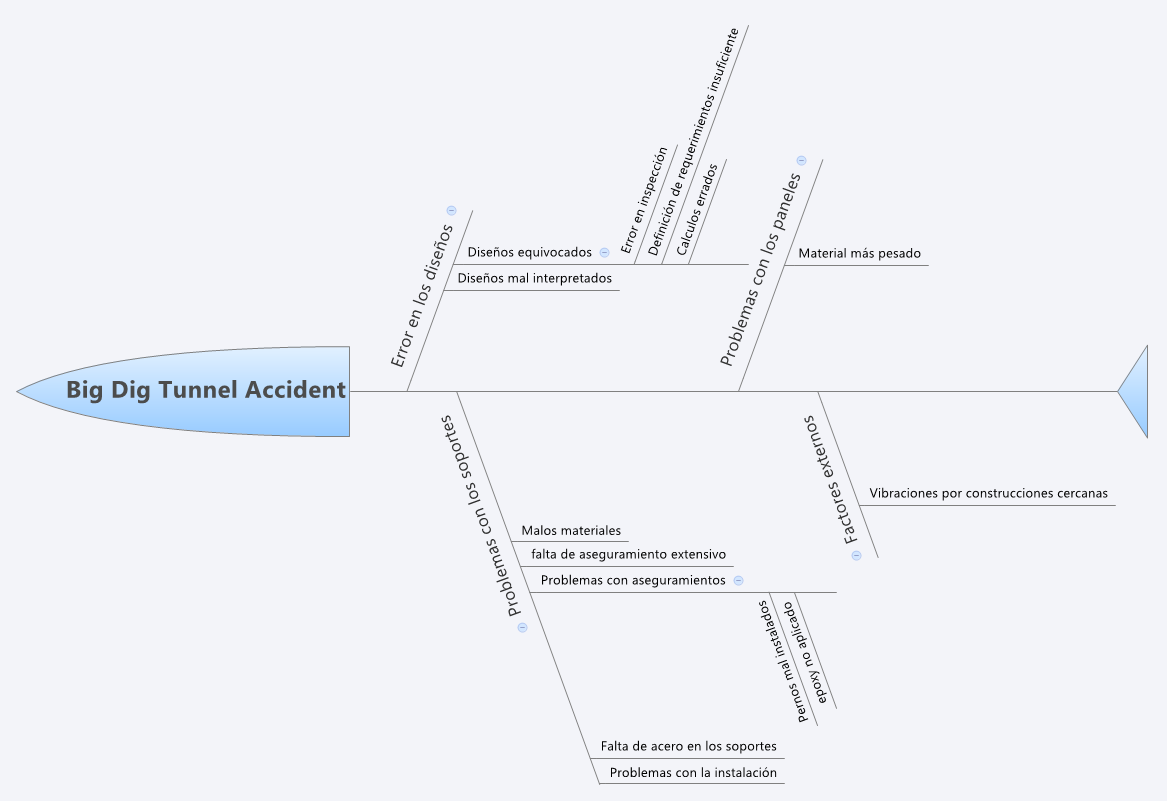 Big Dig Tunnel Accident
Error en los diseños
Diseños equivocados
Error en inspección
Definición de requerimientos insuficiente
Calculos errados
Diseños mal interpretados
Problemas con los paneles
Material más pesado
Problemas con los soportes
Malos materiales
falta de aseguramiento extensivo
Problemas con aseguramientos
Pernos mal instalados
epoxy no aplicado
Falta de acero en los soportes
Problemas con la instalación
Factores externos
Vibraciones por construcciones cercanas